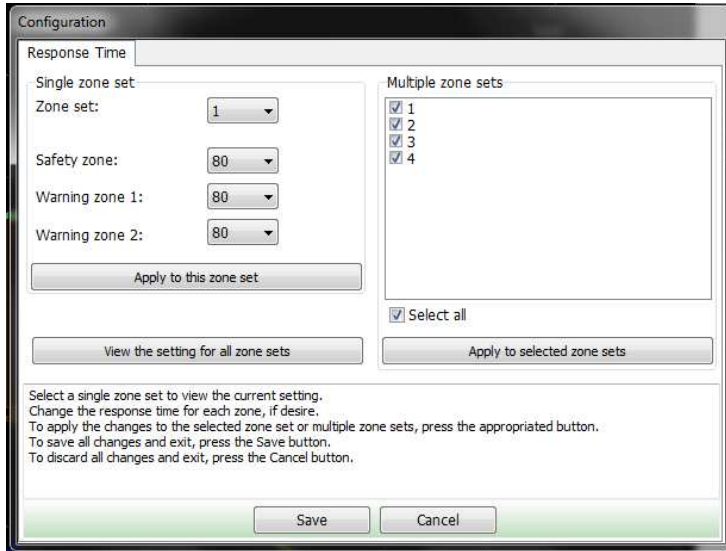 Configuration
Response Time
Single zone set
Zone set:
1
Safety zone:
80
Warning zone 1:
80
Warning zone 2:
80
Apply to this zone set
View the setting for all zone sets
Multiple zone sets
1
2
3
4
Select all
Apply to selected zone sets
Select a single zone set to view the current setting.
Change the response time for each zone, if desire.
To apply the changes to the selected zone set or multiple zone sets, press the appropriated button.
To save all changes and exit, press the Save button.
To discard all changes and exit, press the Cancel button.
Save
Cancel